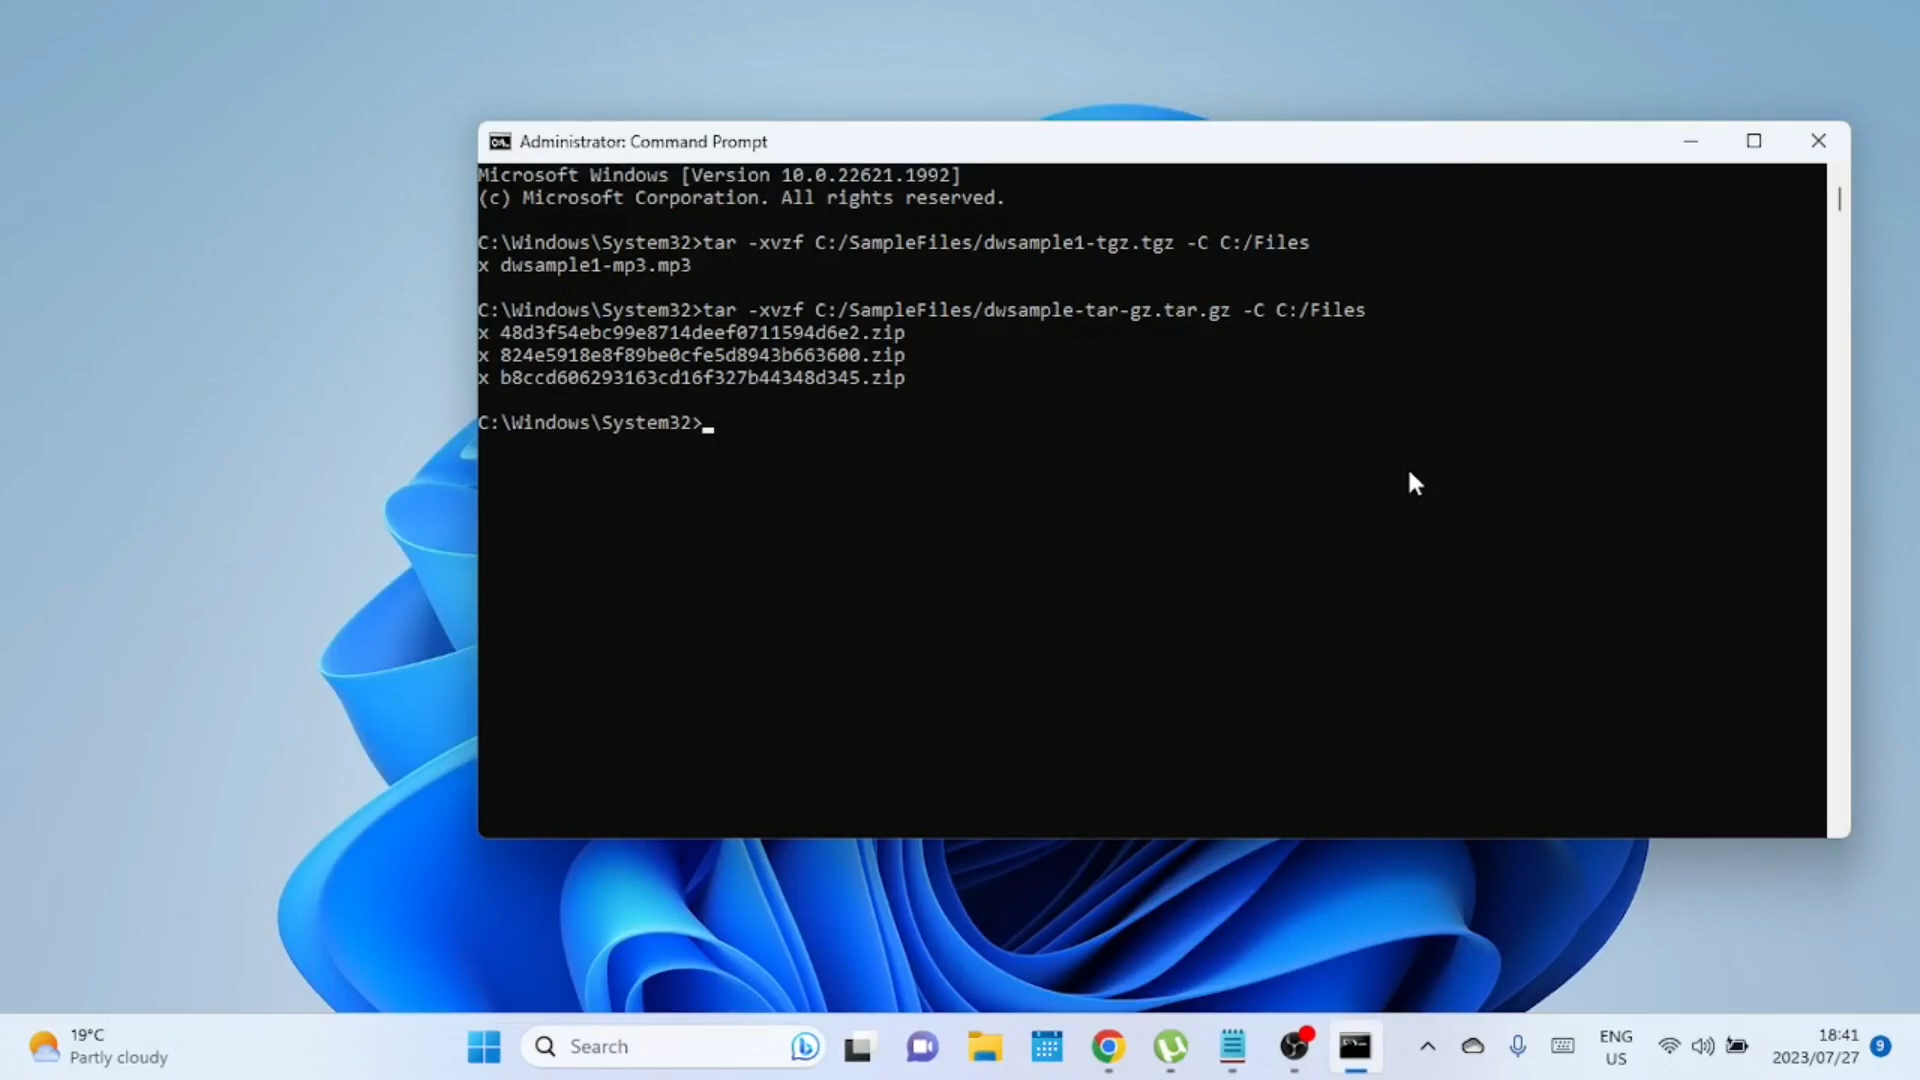 Administrator: Command Prompt
Microsoft Windows [Version 10.0.22621.1992]
(c) Microsoft Corporation. All rights reserved.
C:\Windows\System32>tar -xvzf C:/SampleFiles/dwsample1-tgz.tgz -C C:/Files
x dwsample1-mp3.mp3
C:\Windows\System32>tar -xvzf C:/SampleFiles/dwsample-tar-gz.tar.gz -C C:/Files
x 48d3f54ebc99e8714deef0711594d6e2.zip
x 824e5918e8f89be0cfe5d8943b663600.zip
x b8ccd606293163cd16f327b44348d345.zip
C:\Windows\System32>
19°C
Partly cloudy
Search
ENG
US
18:41
2023/07/27
9